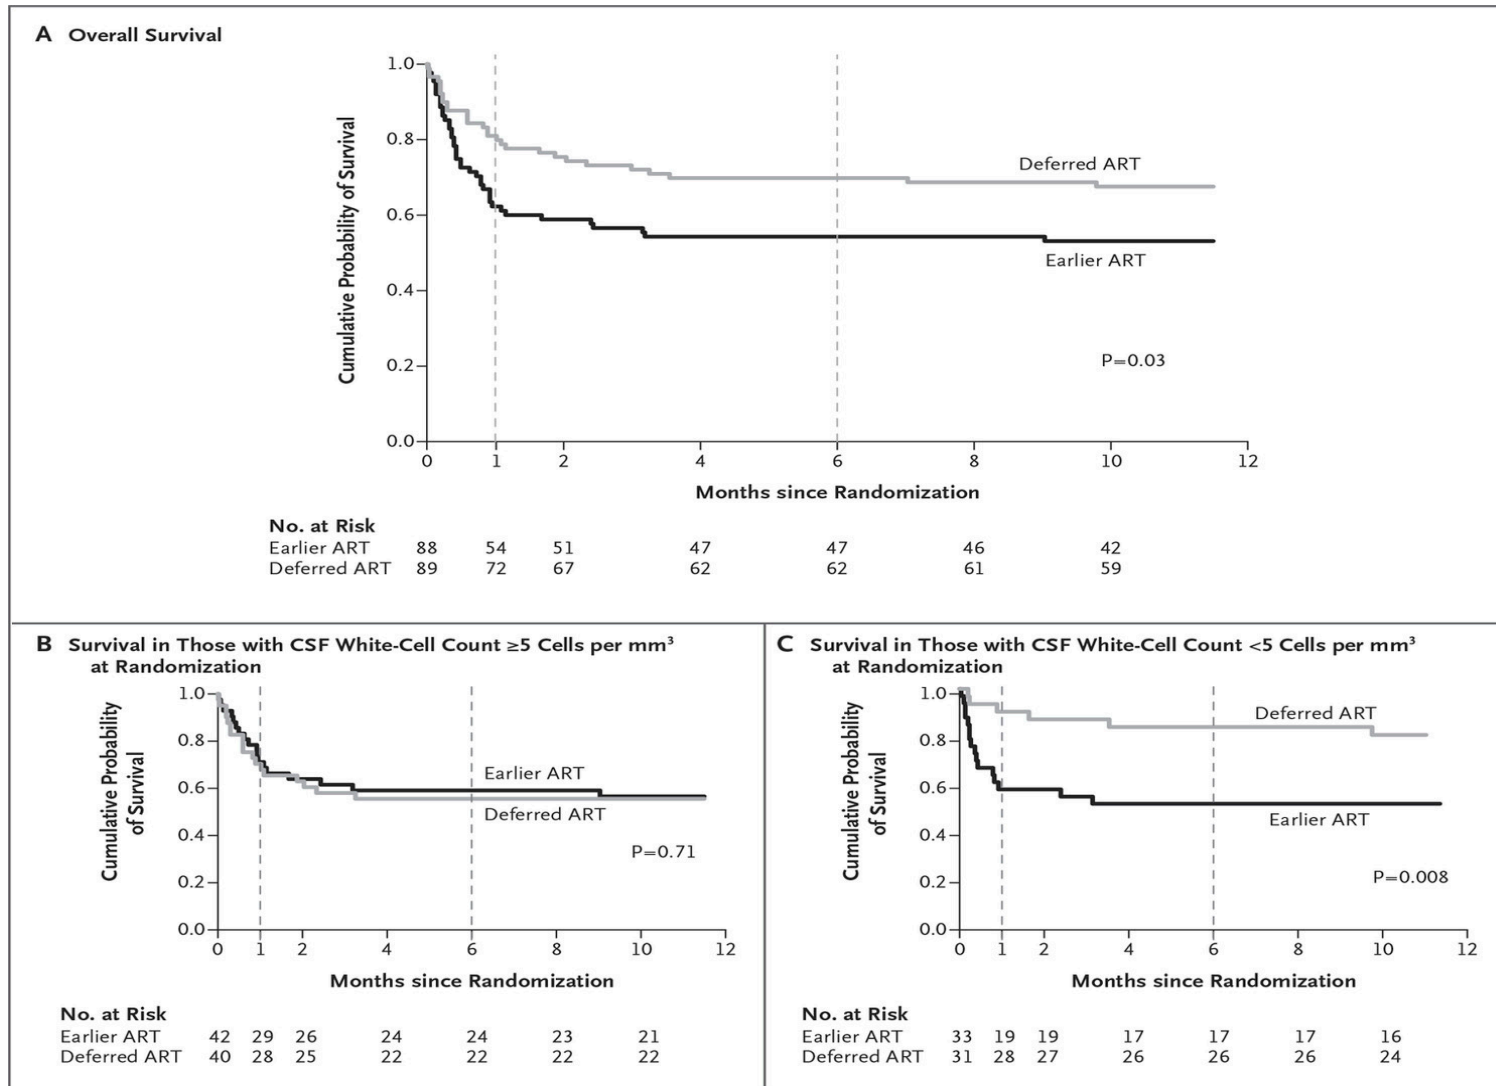 A Overall Survival
Cumulative Probability of Survival
1.0
0.8
0.6
0.4
0.2
0.0
Deferred ART
Earlier ART
P=0.03
0 1 2 4 6 8 10 12
Months since Randomization
No. at Risk
Earlier ART 88 54 51 47 47 46 42
Deferred ART 89 72 67 62 62 61 59
B Survival in Those with CSF White-Cell Count ≥5 Cells per mm³
at Randomization
Cumulative Probability
of Survival
1.0
0.8
0.6
0.4
0.2
0.0
Earlier ART
Deferred ART
P=0.71
0 1 2 4 6 8 10 12
Months since Randomization
No. at Risk
Earlier ART 42 29 26 24 24 23 21
Deferred ART 40 28 25 22 22 22 22
C Survival in Those with CSF White-Cell Count <5 Cells per mm³
at Randomization
Cumulative Probability
of Survival
1.0
0.8
0.6
0.4
0.2
0.0
Deferred ART
Earlier ART
P=0.008
0 1 2 4 6 8 10 12
Months since Randomization
No. at Risk
Earlier ART 33 19 19 17 17 17 16
Deferred ART 31 28 27 26 26 26 24